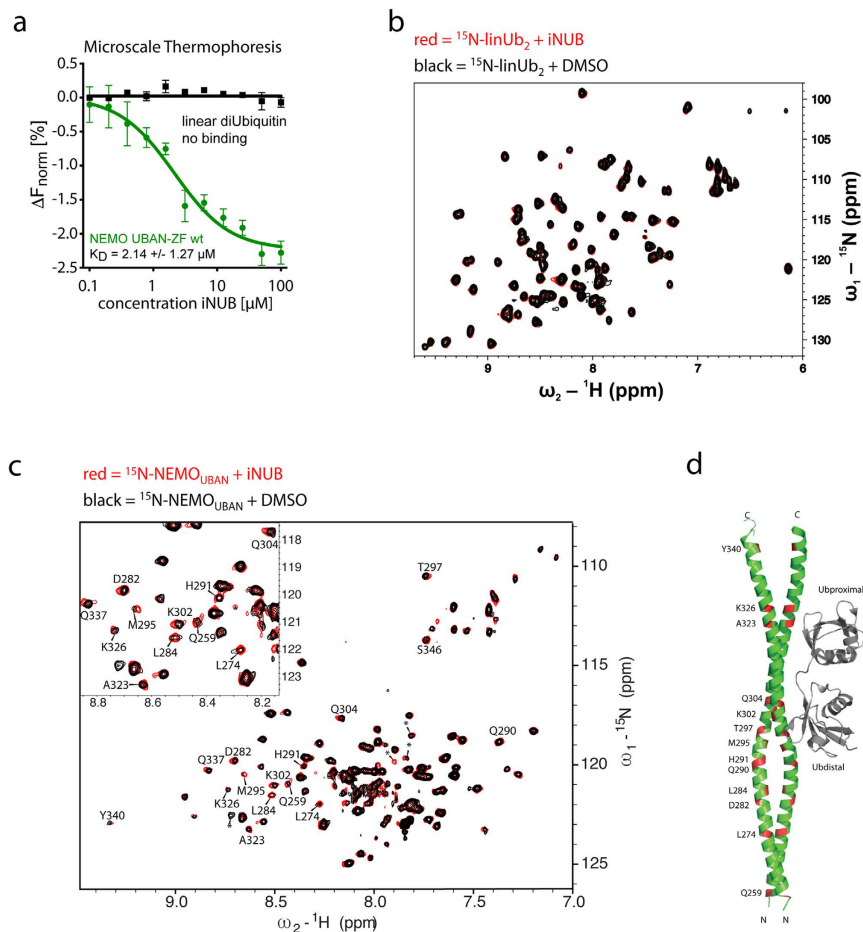 a
Microscale Thermophoresis
0.5
0.0
-0.5
-1.0
-1.5
-2.0
-2.5
ΔFnorm [%]
linear diUbiquitin
no binding
NEMO UBAN-ZF wt
KD = 2.14 +/- 1.27 µM
0.1
1
10
100
concentration iNUB [µM]
b
red = ¹⁵N-linUb₂ + iNUB
black = ¹⁵N-linUb₂ + DMSO
100
105
110
115
120
125
130
ω₁ – ¹⁵N (ppm)
9
8
7
6
ω₂ – ¹H (ppm)
c
red = ¹⁵N-NEMOUBAN + iNUB
black = ¹⁵N-NEMOUBAN + DMSO
Q304
118
119
120
121
122
123
D282
H291
Q337
M295
K302
K326
Q259
L284
L274
A323
8.8
8.6
8.4
8.2
T297
S346
Q304
Q290
D282
H291
Q337
K302
M295
K326
Q259
L284
L274
Y340
A323
*
*
*
*
110
115
120
125
ω₁ - ¹⁵N (ppm)
9.0
8.5
8.0
7.5
7.0
ω₂ - ¹H (ppm)
d
C
C
Y340
Ubproximal
K326
A323
Q304
K302
T297
M295
H291
Q290
Ubdistal
L284
D282
L274
Q259
N
N